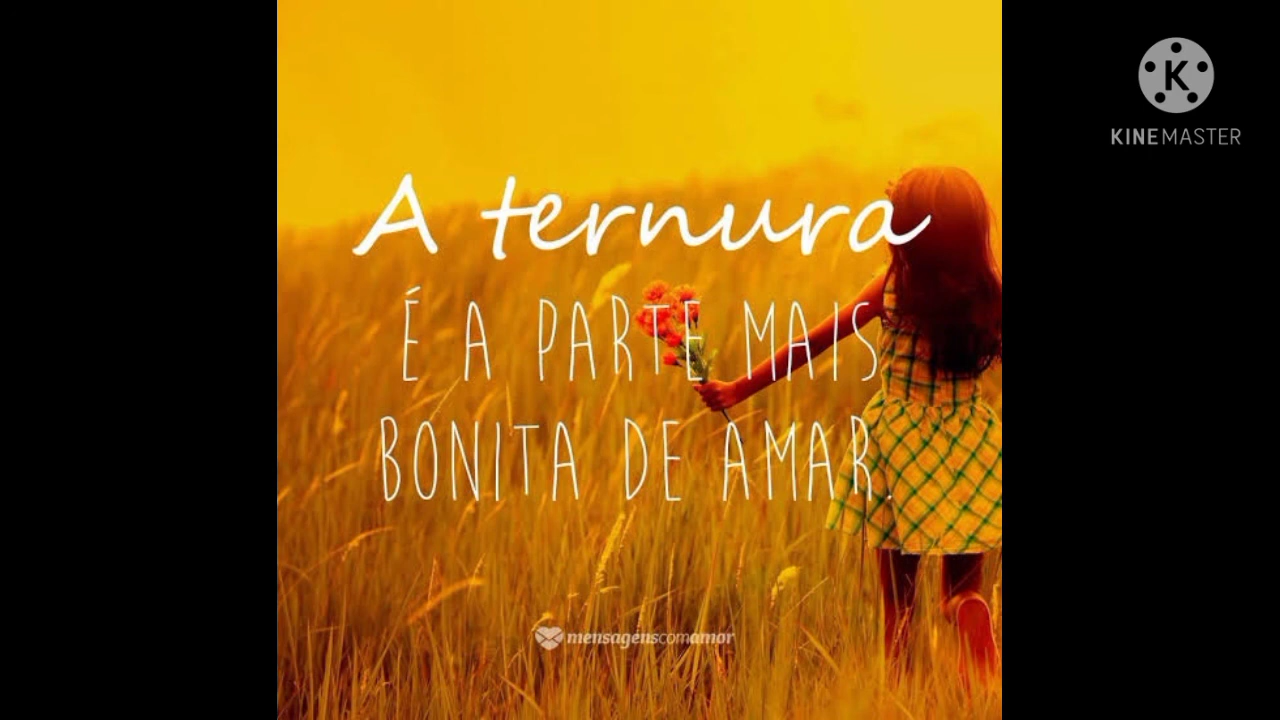 KINEMASTER
A ternura
É A PARTE MAIS
BONITA DE AMAR.
mensagenscomamor